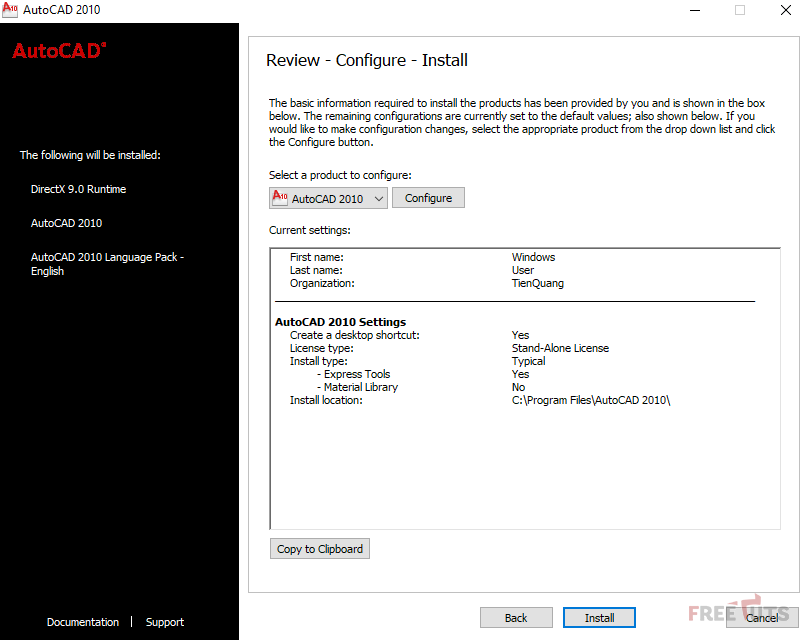 AutoCAD 2010
AutoCAD®
The following will be installed:
DirectX 9.0 Runtime
AutoCAD 2010
AutoCAD 2010 Language Pack -
English
Documentation | Support
Review - Configure - Install
The basic information required to install the products has been provided by you and is shown in the box
below. The remaining configurations are currently set to the default values; also shown below. If you
would like to make configuration changes, select the appropriate product from the drop down list and click
the Configure button.
Select a product to configure:
AutoCAD 2010 Configure
Current settings:
First name: Windows
Last name: User
Organization: TienQuang
AutoCAD 2010 Settings
Create a desktop shortcut: Yes
License type: Stand-Alone License
Install type: Typical
- Express Tools Yes
- Material Library No
Install location: C:\Program Files\AutoCAD 2010\
Copy to Clipboard
Back Install Cancel
FREETUTS